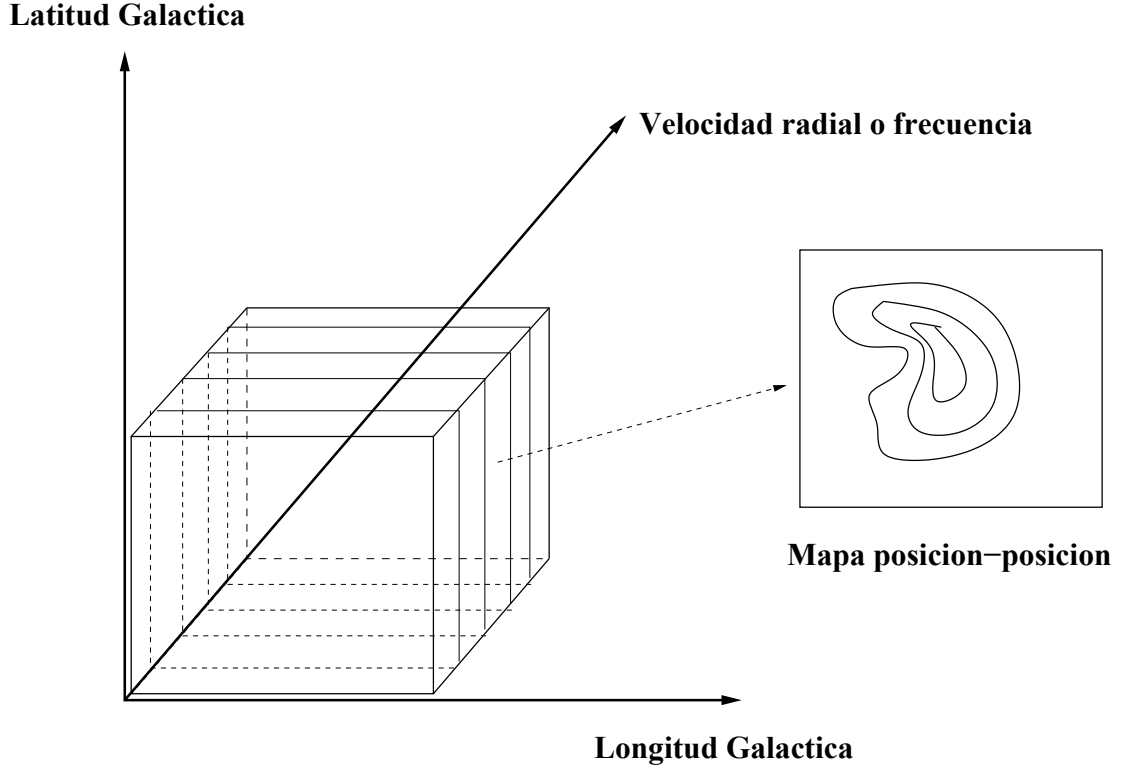 Latitud Galactica
Velocidad radial o frecuencia
Mapa posicion−posicion
Longitud Galactica